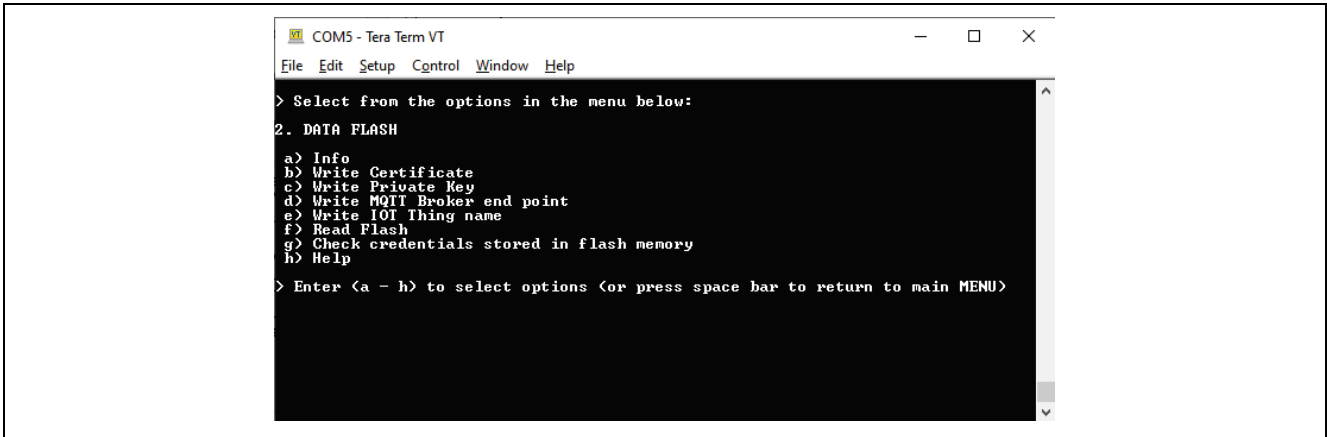 COM5 - Tera Term VT
File Edit Setup Control Window Help
> Select from the options in the menu below:
2. DATA FLASH
a) Info
b) Write Certificate
c) Write Private Key
d) Write MQTT Broker end point
e) Write IOT Thing name
f) Read Flash
g) Check credentials stored in flash memory
h) Help
> Enter (a - h) to select options (or press space bar to return to main MENU)